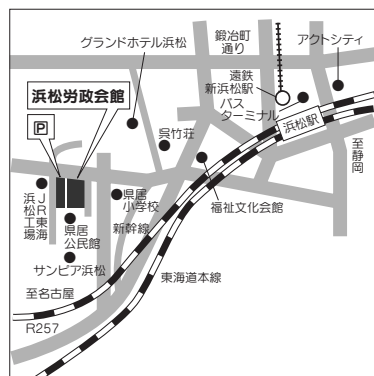 グランドホテル浜松
鍛冶町
通り
アクトシティ
遠鉄
新浜松駅
バス
ターミナル
浜松労政会館
P
呉竹荘
浜松駅
至静岡
福祉文化会館
県居
小学校
JR東海
浜松工場
県居
公民館
新幹線
サンピア浜松
東海道本線
至名古屋
R257